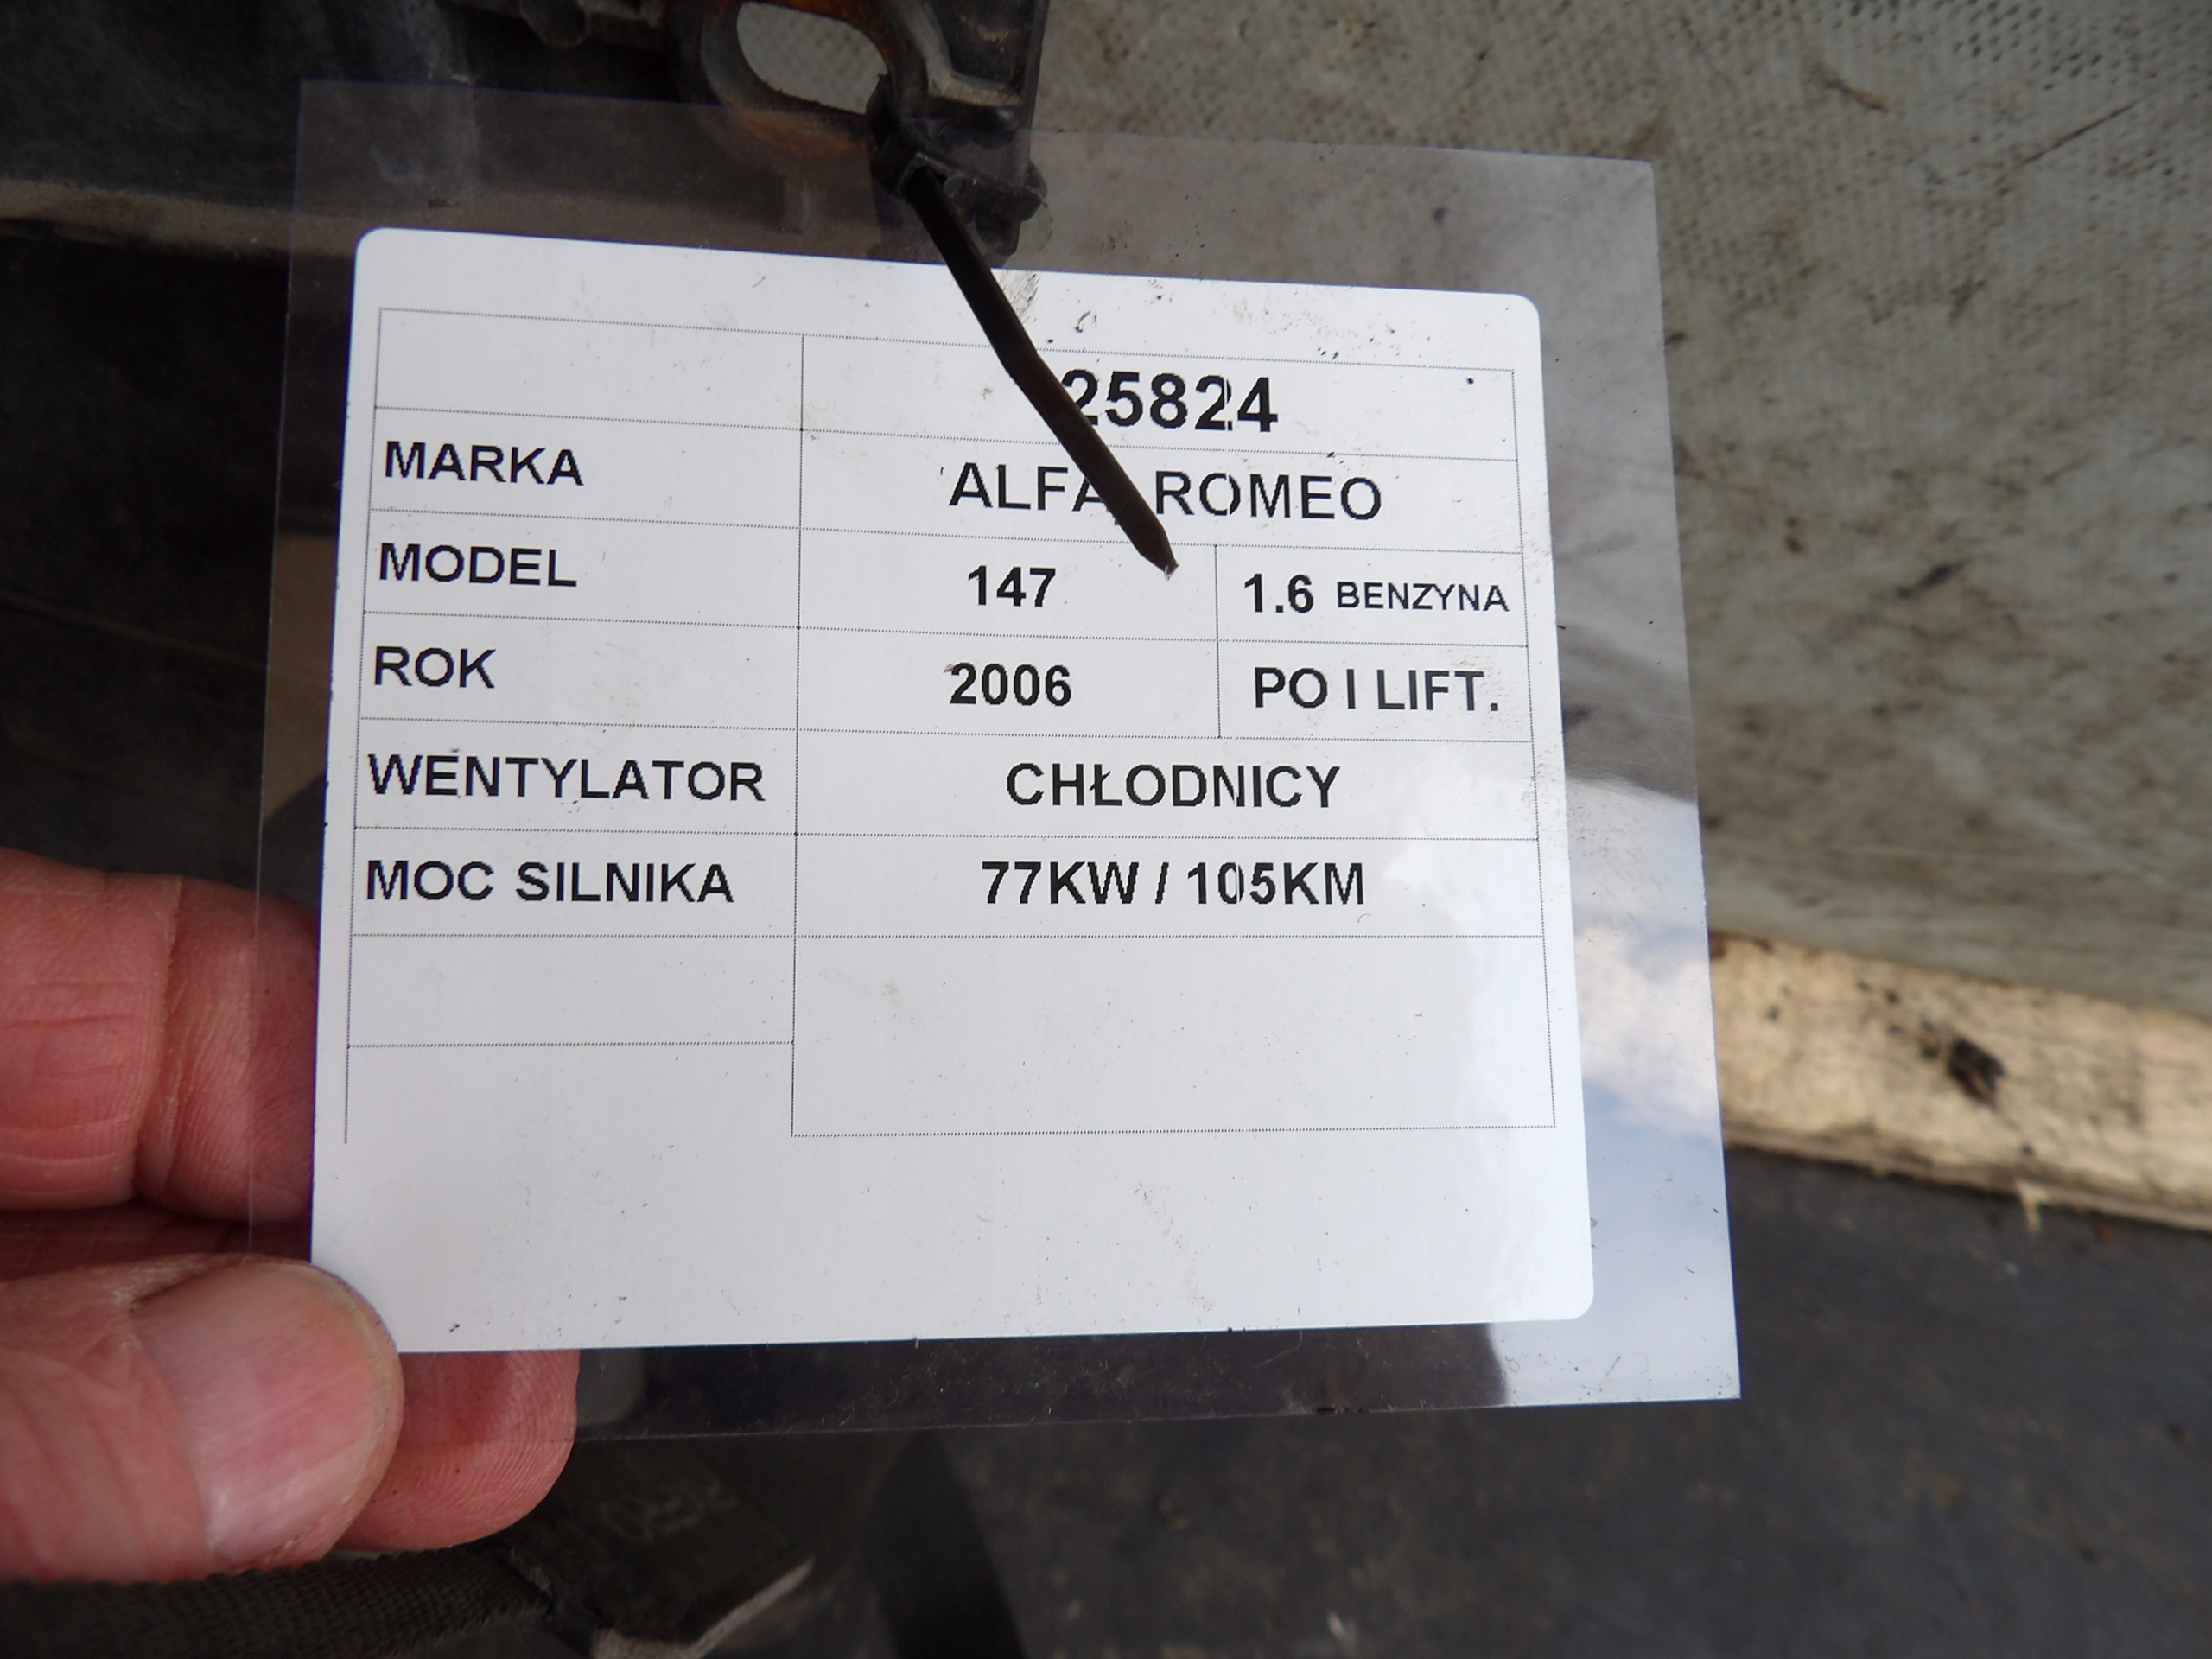 25824
MARKA ALFA ROMEO
MODEL 147 1.6 BENZYNA
ROK 2006 PO I LIFT.
WENTYLATOR CHŁODNICY
MOC SILNIKA 77KW / 105KM